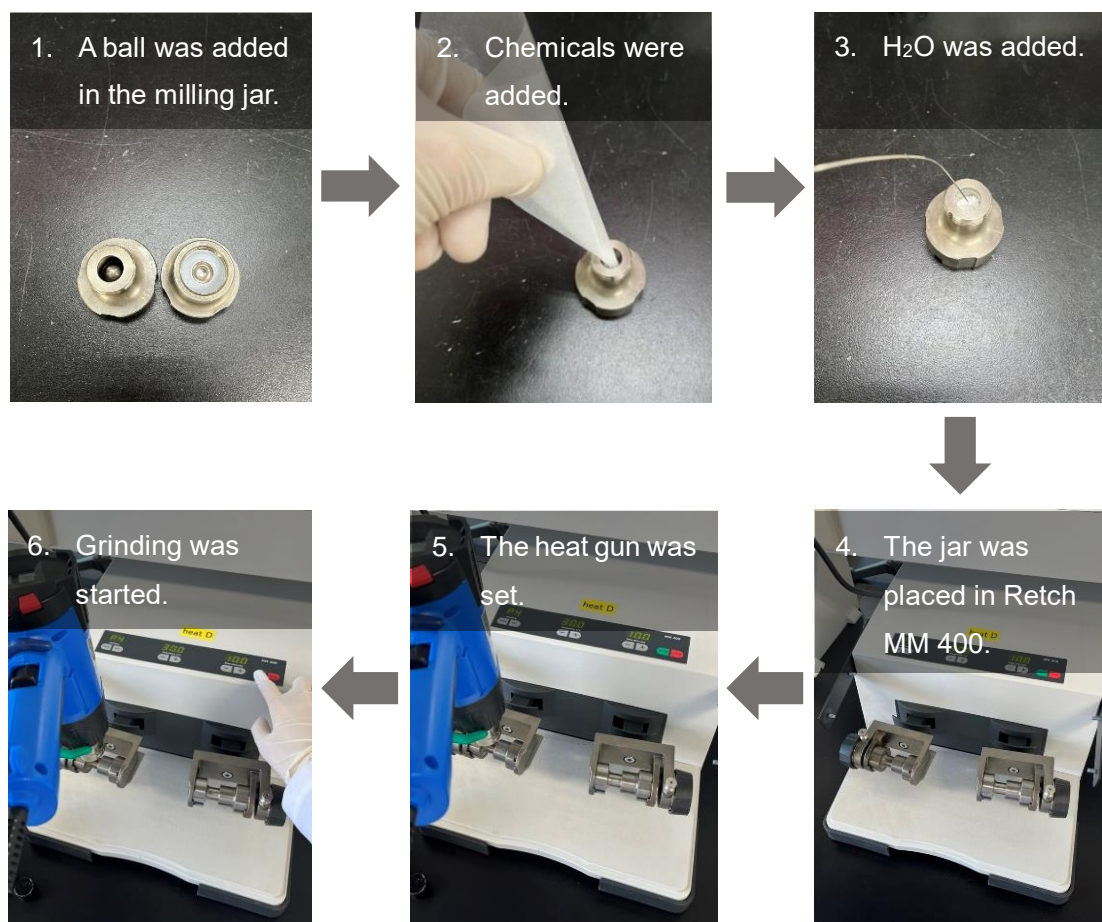 1. A ball was added
in the milling jar.
2. Chemicals were
added.
3. H₂O was added.
4. The jar was
placed in Retch
MM 400.
heat D
5. The heat gun was
set.
heat D
30.0
10.0
6. Grinding was
started.
heat D
P4
30.0
10.0